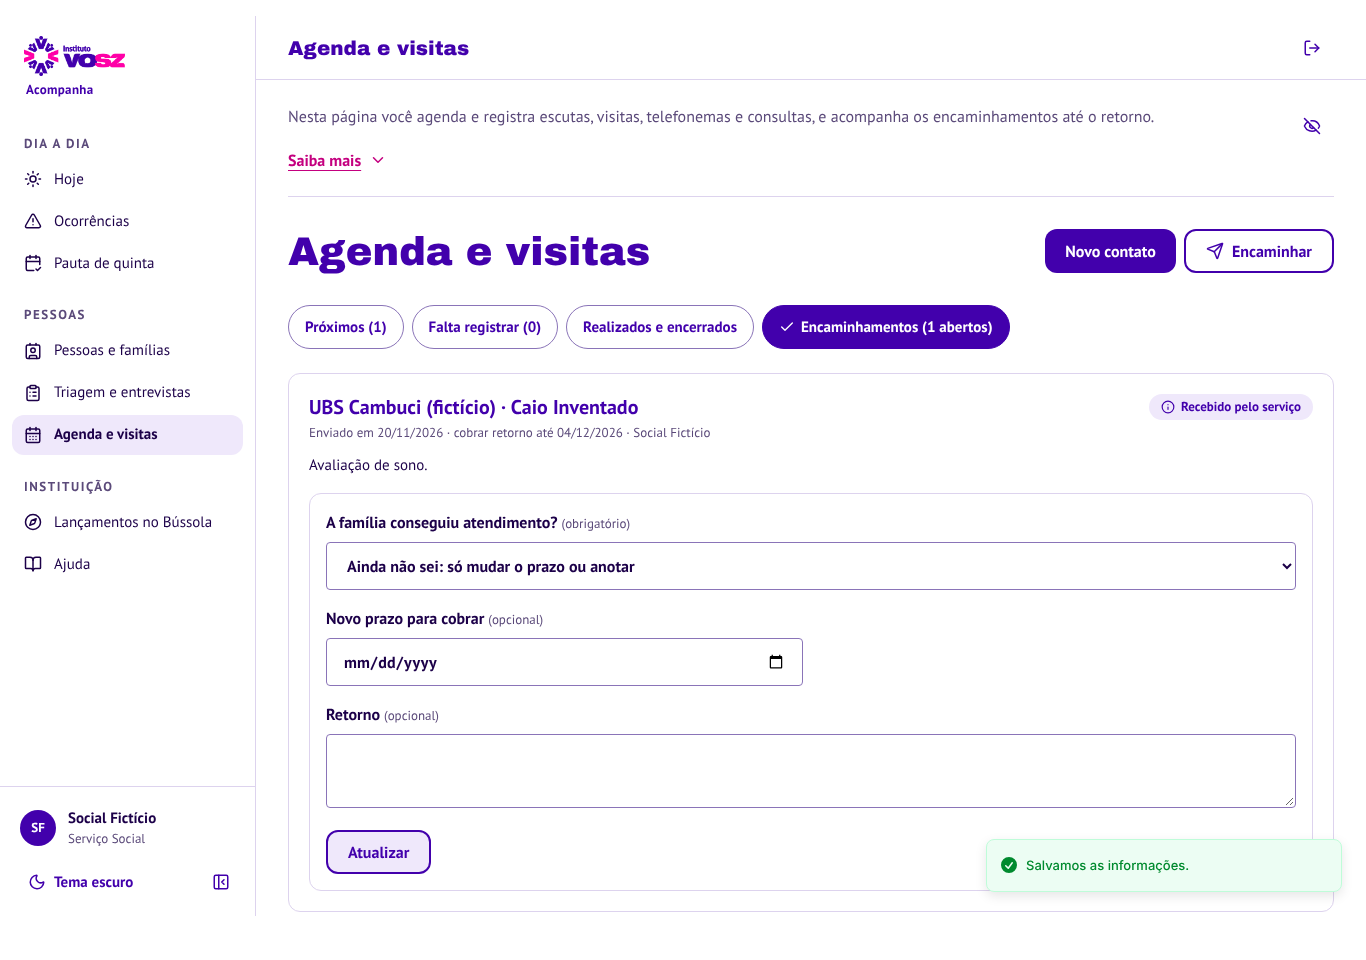 Instituto
VOSZ
Acompanha
DIA A DIA
Hoje
Ocorrências
Pauta de quinta
PESSOAS
Pessoas e famílias
Triagem e entrevistas
Agenda e visitas
INSTITUIÇÃO
Lançamentos no Bússola
Ajuda
SF
Social Fictício
Serviço Social
Tema escuro
Agenda e visitas
Nesta página você agenda e registra escutas, visitas, telefonemas e consultas, e acompanha os encaminhamentos até o retorno.
Saiba mais
Agenda e visitas
Novo contato
Encaminhar
Próximos (1)
Falta registrar (0)
Realizados e encerrados
Encaminhamentos (1 abertos)
UBS Cambuci (fictício) · Caio Inventado
Recebido pelo serviço
Enviado em 20/11/2026 · cobrar retorno até 04/12/2026 · Social Fictício
Avaliação de sono.
A família conseguiu atendimento? (obrigatório)
Ainda não sei: só mudar o prazo ou anotar
Novo prazo para cobrar (opcional)
mm/dd/yyyy
Retorno (opcional)
Atualizar
Salvamos as informações.